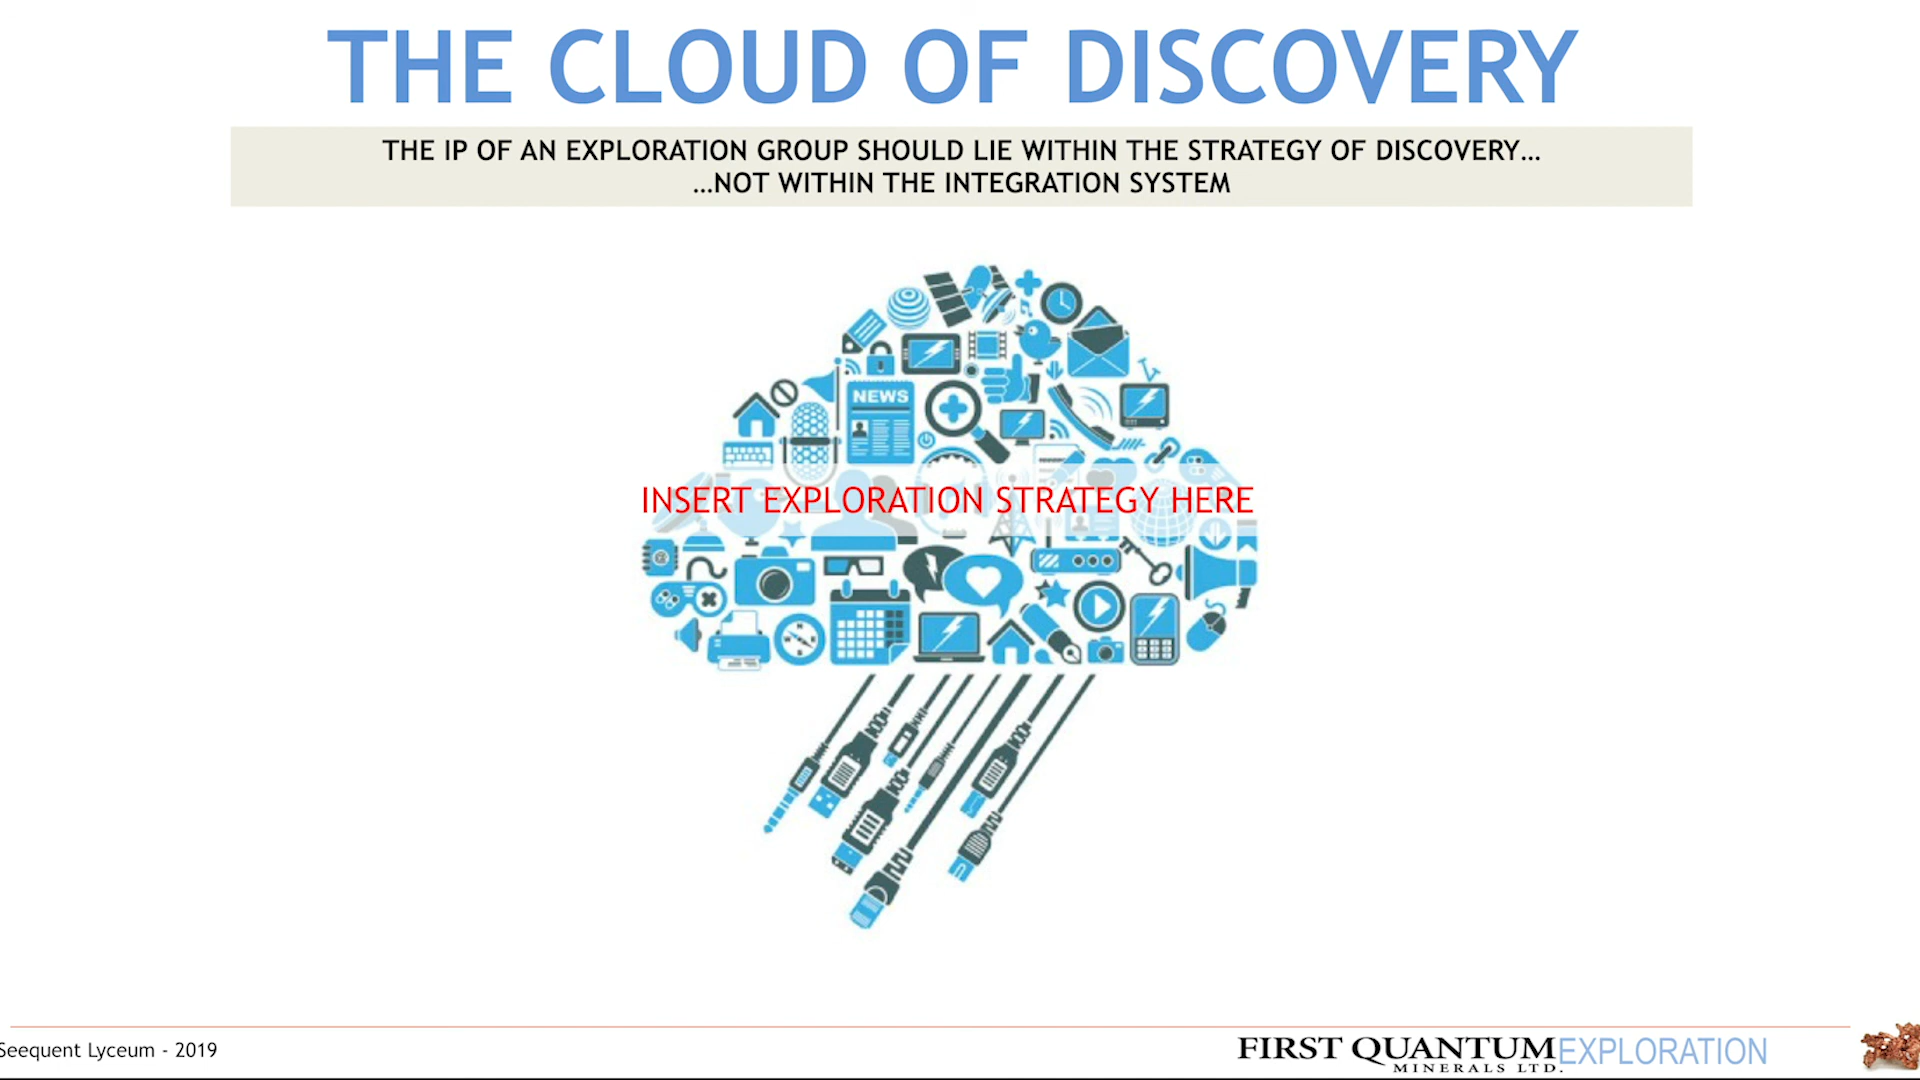 THE CLOUD OF DISCOVERY
THE IP OF AN EXPLORATION GROUP SHOULD LIE WITHIN THE STRATEGY OF DISCOVERY...
...NOT WITHIN THE INTEGRATION SYSTEM
NEWS
INSERT EXPLORATION STRATEGY HERE
Seequent Lyceum - 2019
FIRST QUANTUM EXPLORATION
MINERALS LTD.